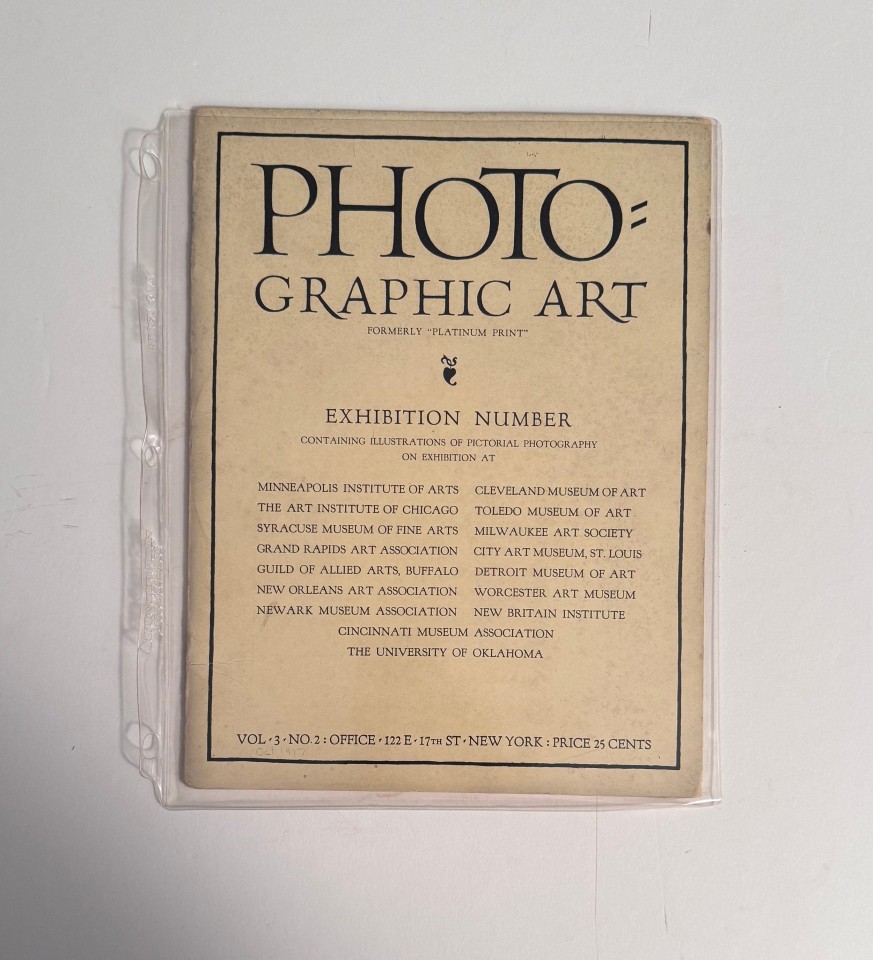 PHOTO=
GRAPHIC ART
FORMERLY "PLATINUM PRINT"
EXHIBITION NUMBER
CONTAINING ILLUSTRATIONS OF PICTORIAL PHOTOGRAPHY
ON EXHIBITION AT
MINNEAPOLIS INSTITUTE OF ARTS
THE ART INSTITUTE OF CHICAGO
SYRACUSE MUSEUM OF FINE ARTS
GRAND RAPIDS ART ASSOCIATION
GUILD OF ALLIED ARTS, BUFFALO
NEW ORLEANS ART ASSOCIATION
NEWARK MUSEUM ASSOCIATION
CLEVELAND MUSEUM OF ART
TOLEDO MUSEUM OF ART
MILWAUKEE ART SOCIETY
CITY ART MUSEUM, ST. LOUIS
DETROIT MUSEUM OF ART
WORCESTER ART MUSEUM
NEW BRITAIN INSTITUTE
CINCINNATI MUSEUM ASSOCIATION
THE UNIVERSITY OF OKLAHOMA
VOL · 3 · NO. 2 : OFFICE · 122 E · 17TH ST · NEW YORK : PRICE 25 CENTS
Oct 1917